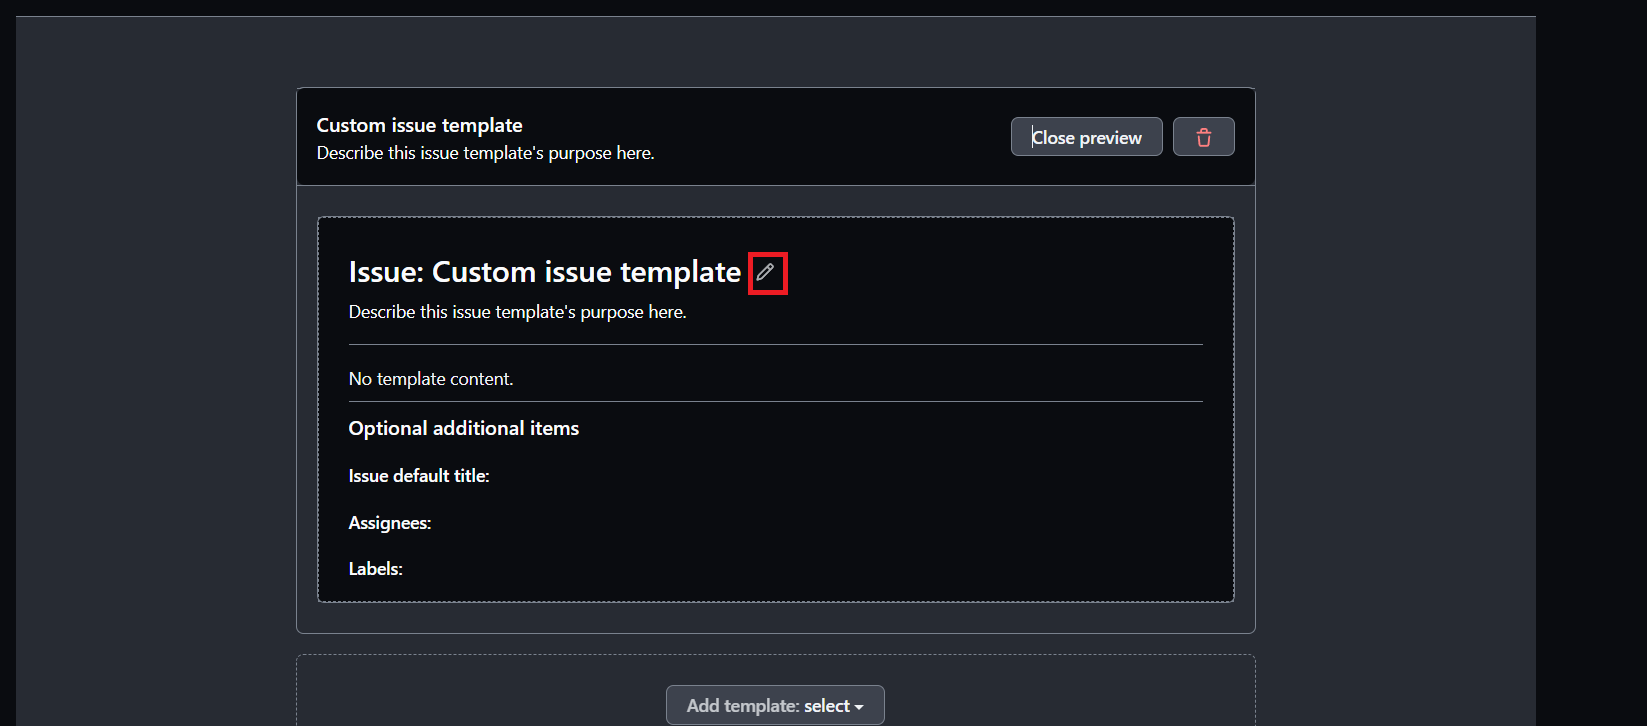 Custom issue template
Describe this issue template's purpose here.
Close preview
Issue: Custom issue template
Describe this issue template's purpose here.
No template content.
Optional additional items
Issue default title:
Assignees:
Labels:
Add template: select